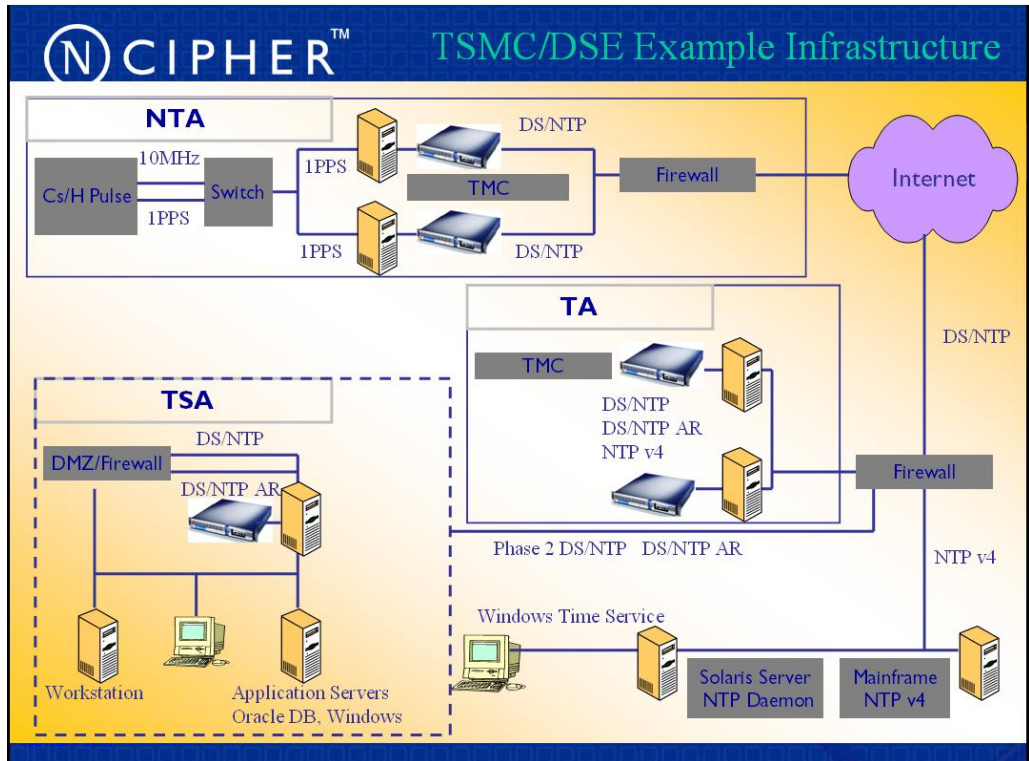 NCIPHER™
TSMC/DSE Example Infrastructure
NTA
10MHz
Cs/H Pulse
1PPS
Switch
1PPS
1PPS
TMC
DS/NTP
DS/NTP
Firewall
Internet
DS/NTP
TA
TMC
DS/NTP
DS/NTP AR
NTP v4
Firewall
TSA
DS/NTP
DMZ/Firewall
DS/NTP AR
Phase 2 DS/NTP DS/NTP AR
NTP v4
Windows Time Service
Workstation
Application Servers
Oracle DB, Windows
Solaris Server
NTP Daemon
Mainframe
NTP v4